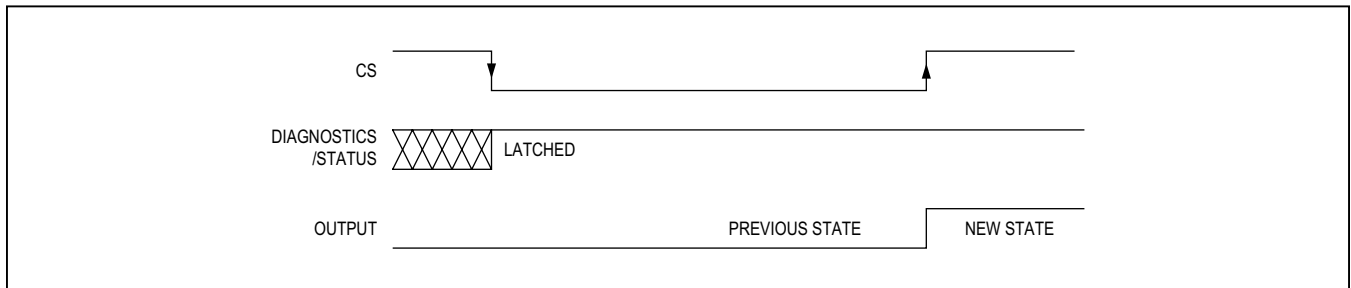 CS
DIAGNOSTICS
/STATUS
LATCHED
OUTPUT
PREVIOUS STATE
NEW STATE